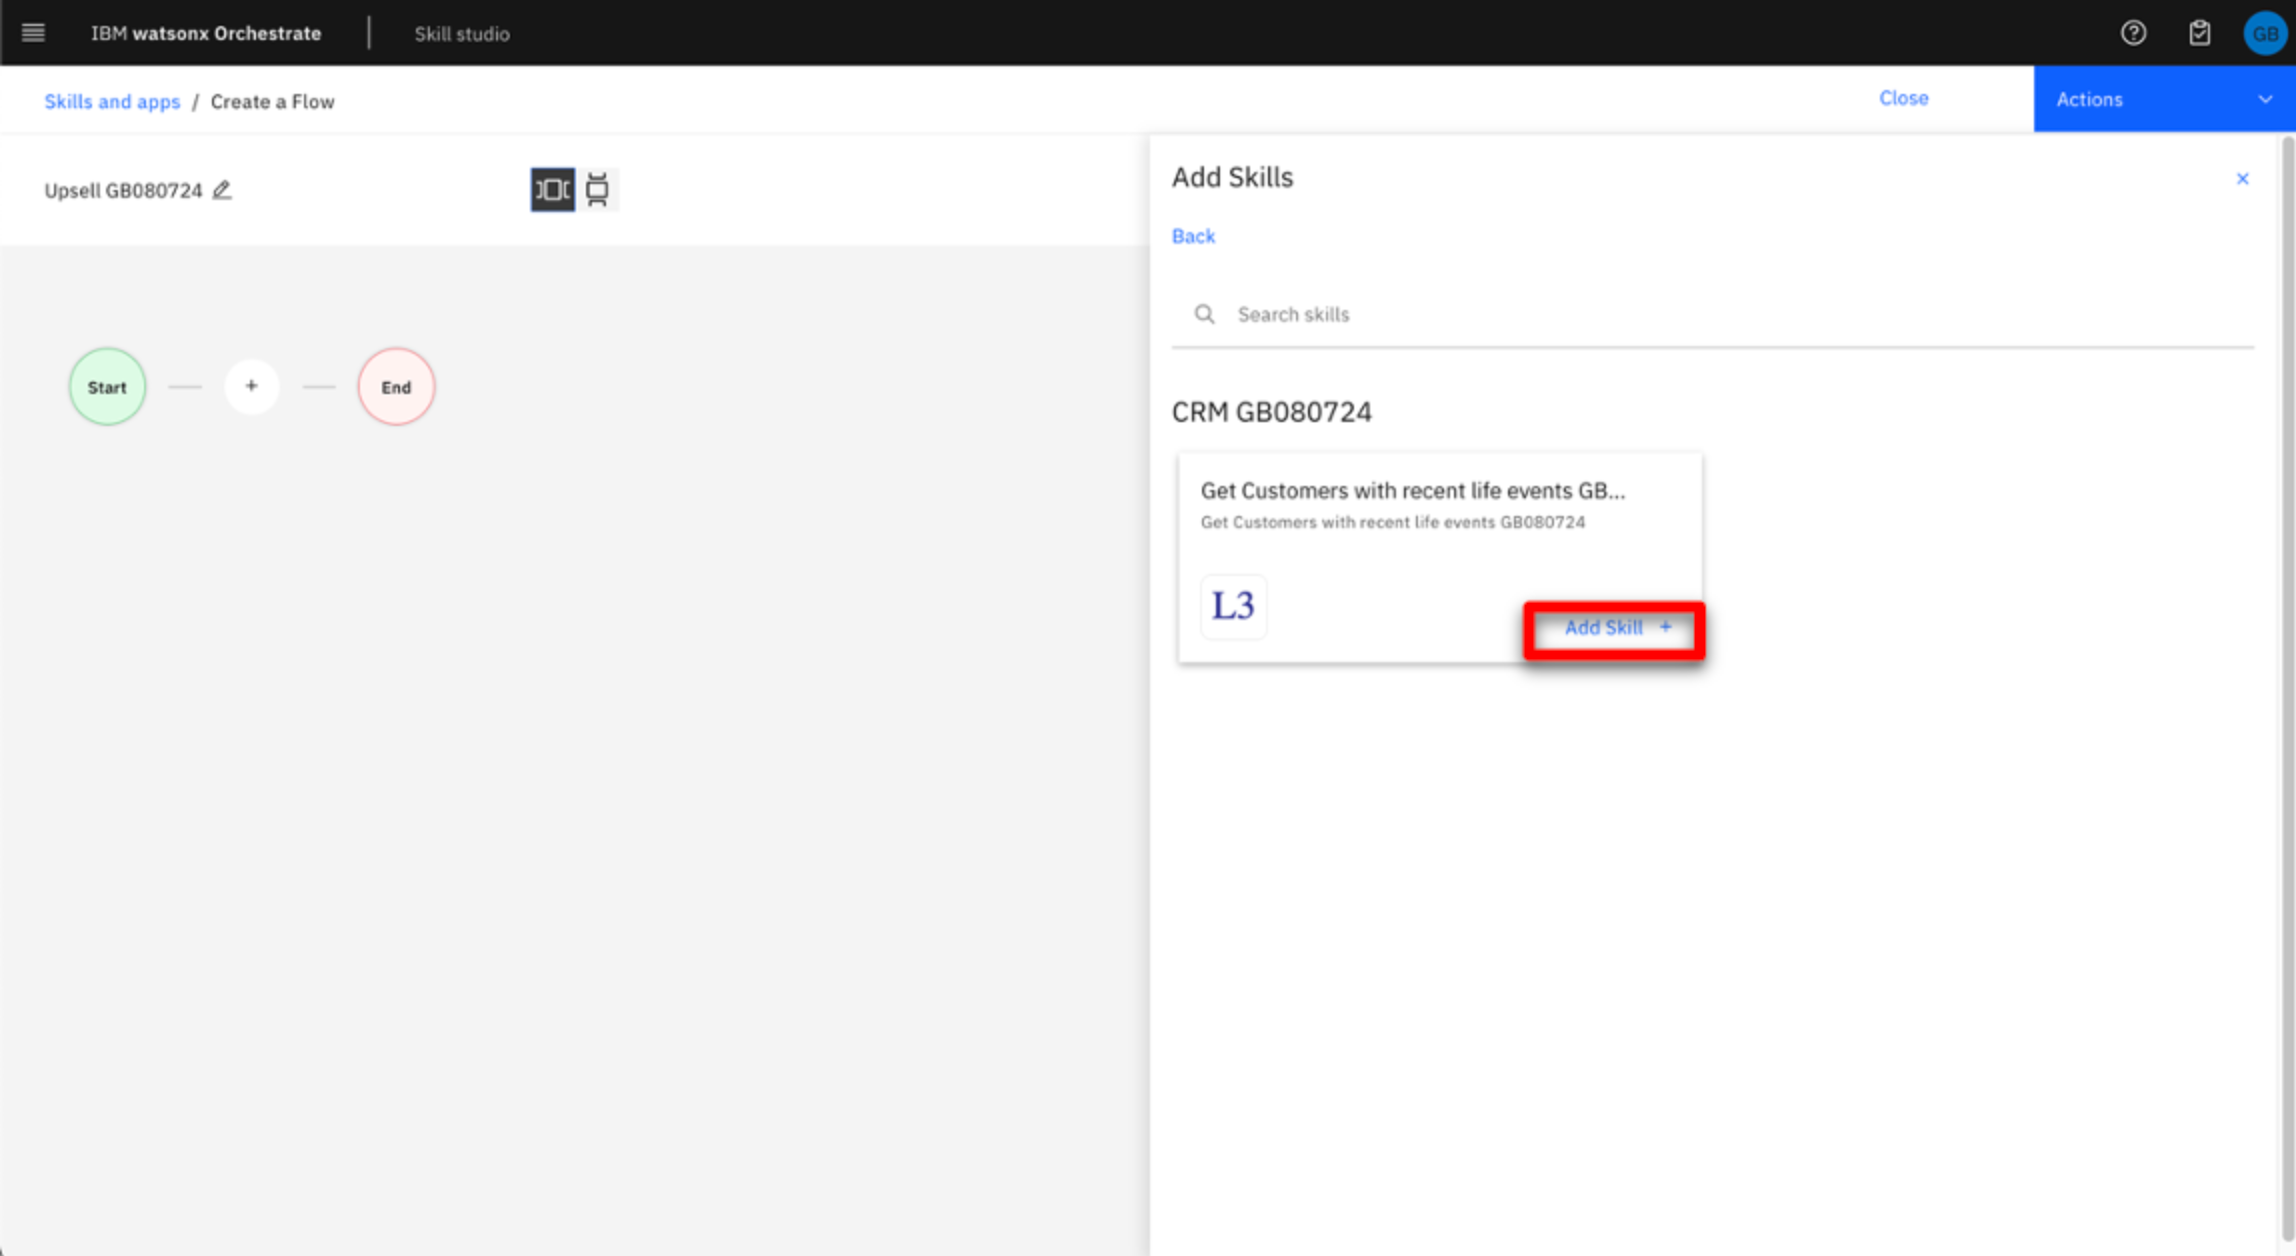 IBM watsonx Orchestrate
Skill studio
GB
Skills and apps / Create a Flow
Close
Actions
Upsell GB080724
Add Skills
Back
Search skills
Start
+
End
CRM GB080724
Get Customers with recent life events GB...
Get Customers with recent life events GB080724
L3
Add Skill +